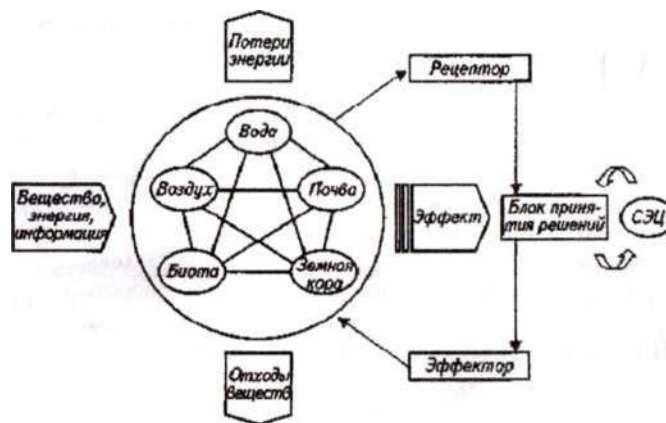 Потери
энергии
Рецептор
Вода
Воздух
Почва
Вещество,
энергия,
информация
Эффект
Блок приня-
тия решений
СЭЦ
Биота
Земная
кора
Отходы
веществ
Эффектор